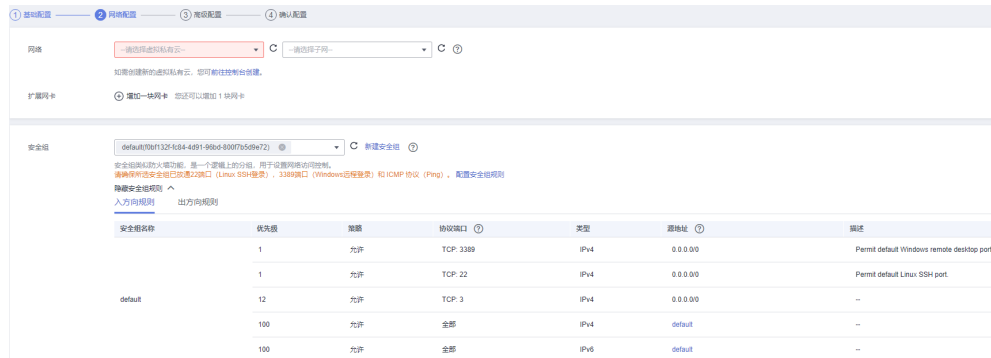 1 基础配置 2 网络配置 3 高级配置 4 确认配置
网络 --请选择虚拟私有云-- --请选择子网--
如需创建新的虚拟私有云，您可前往控制台创建。
扩展网卡 增加一块网卡 您还可以增加 1 块网卡
安全组 default(f0bf132f-fc84-4d91-96bd-800f7b5d9e72) 新建安全组
安全组类似防火墙功能，是一个逻辑上的分组，用于设置网络访问控制。
请确保所选安全组已放通22端口（Linux SSH登录），3389端口（Windows远程登录）和 ICMP 协议（Ping）。 配置安全组规则
隐藏安全组规则
入方向规则 出方向规则
安全组名称 优先级 策略 协议端口 类型 源地址 描述
1 允许 TCP: 3389 IPv4 0.0.0.0/0 Permit default Windows remote desktop port
1 允许 TCP: 22 IPv4 0.0.0.0/0 Permit default Linux SSH port.
default 12 允许 TCP: 3 IPv4 0.0.0.0/0 --
100 允许 全部 IPv4 default --
100 允许 全部 IPv6 default --